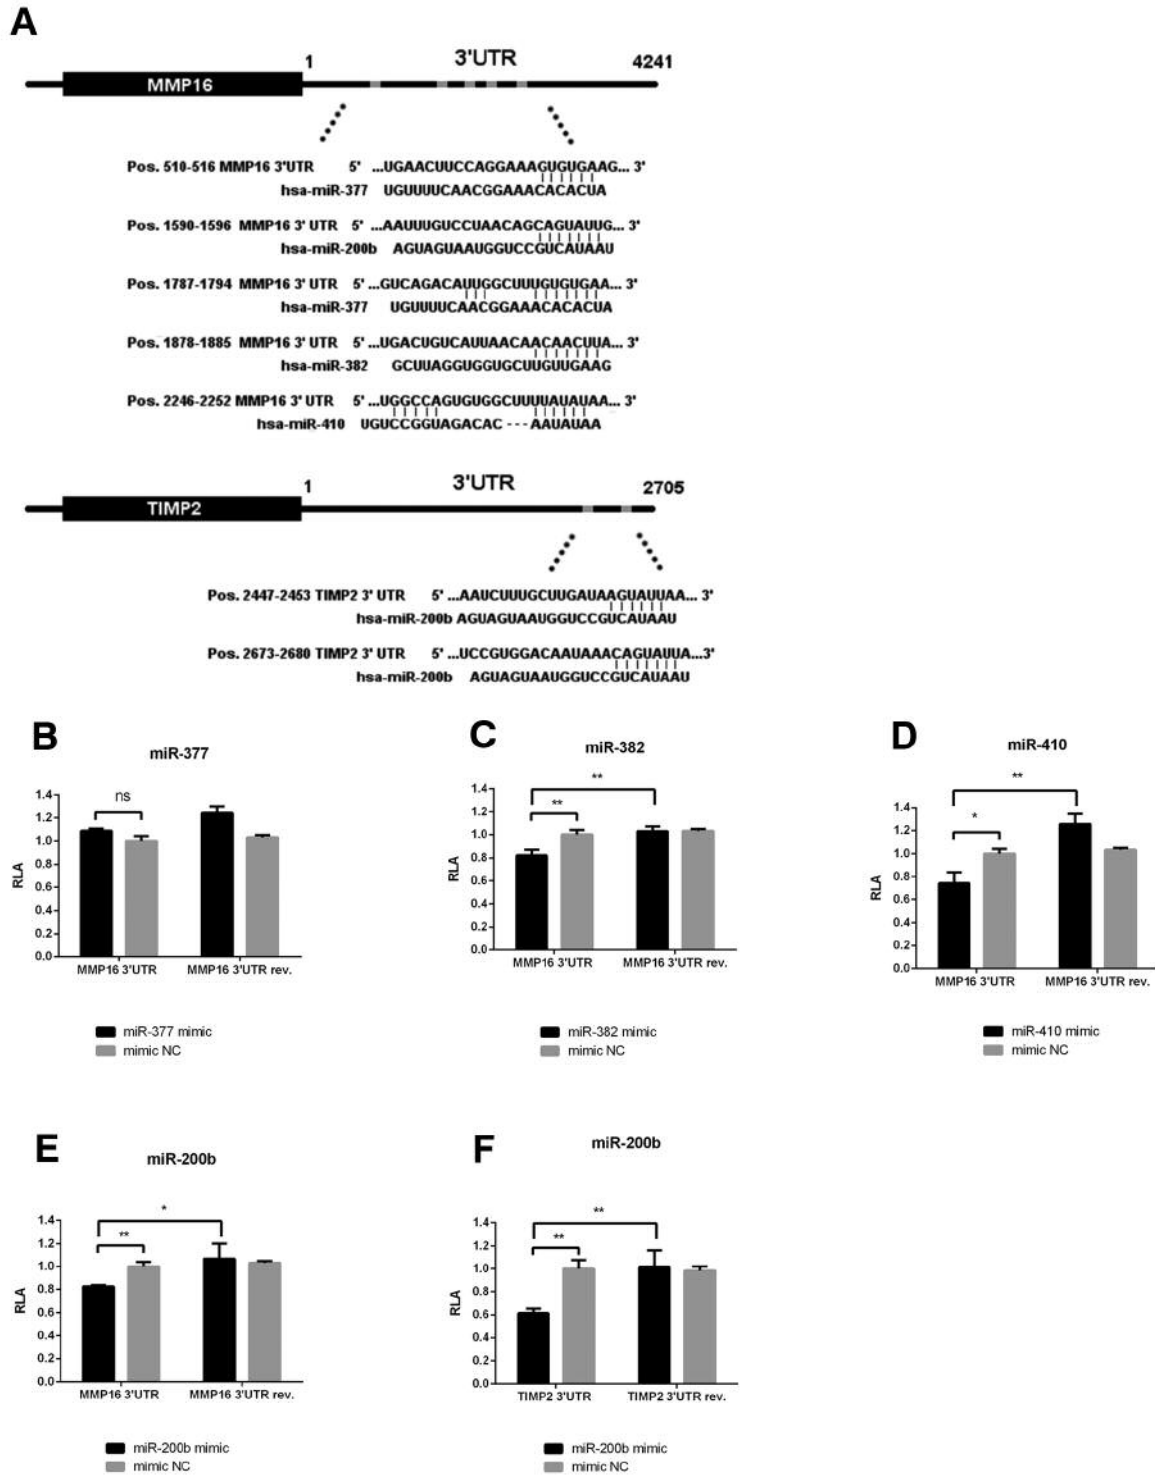 A
1 3'UTR 4241
MMP16
Pos. 510-516 MMP16 3'UTR 5' ...UGAACUUCCAGGAAAGUGUGAAG... 3'
hsa-miR-377 UGUUUUCAACGGAAACACACUA
Pos. 1590-1596 MMP16 3' UTR 5' ...AAUUUGUCCUAACAGCAGUAUUG... 3'
hsa-miR-200b AGUAGUAAUGGUCCGUCAUAAU
Pos. 1787-1794 MMP16 3' UTR 5' ...GUCAGACAUUGGCUUUGUGUGAA... 3'
hsa-miR-377 UGUUUUCAACGGAAACACACUA
Pos. 1878-1885 MMP16 3' UTR 5' ...UGACUGUCAUUAACAACAACUUA... 3'
hsa-miR-382 GCUUAGGUGGUGCUUGUUGAAG
Pos. 2246-2252 MMP16 3' UTR 5' ...UGGCCAGUGUGGCUUUUAUAUAA... 3'
hsa-miR-410 UGUCCGGUAGACAC ---AAUAUAA
1 3'UTR 2705
TIMP2
Pos. 2447-2453 TIMP2 3' UTR 5' ...AAUCUUUGCUUGAUAAGUAUUAA... 3'
hsa-miR-200b AGUAGUAAUGGUCCGUCAUAAU
Pos. 2673-2680 TIMP2 3' UTR 5' ...UCCGUGGACAAUAAACAGUAUUA...3'
hsa-miR-200b AGUAGUAAUGGUCCGUCAUAAU
B
miR-377
ns
RLA
1.4
1.2
1.0
0.8
0.6
0.4
0.2
0.0
MMP16 3'UTR MMP16 3'UTR rev.
miR-377 mimic
mimic NC
C
miR-382
**
**
RLA
1.4
1.2
1.0
0.8
0.6
0.4
0.2
0.0
MMP16 3'UTR MMP16 3'UTR rev.
miR-382 mimic
mimic NC
D
miR-410
**
*
RLA
1.4
1.2
1.0
0.8
0.6
0.4
0.2
0.0
MMP16 3'UTR MMP16 3'UTR rev.
miR-410 mimic
mimic NC
E
miR-200b
*
**
RLA
1.4
1.2
1.0
0.8
0.6
0.4
0.2
0.0
MMP16 3'UTR MMP16 3'UTR rev.
miR-200b mimic
mimic NC
F
miR-200b
**
**
RLA
1.4
1.2
1.0
0.8
0.6
0.4
0.2
0.0
TIMP2 3'UTR TIMP2 3'UTR rev.
miR-200b mimic
mimic NC